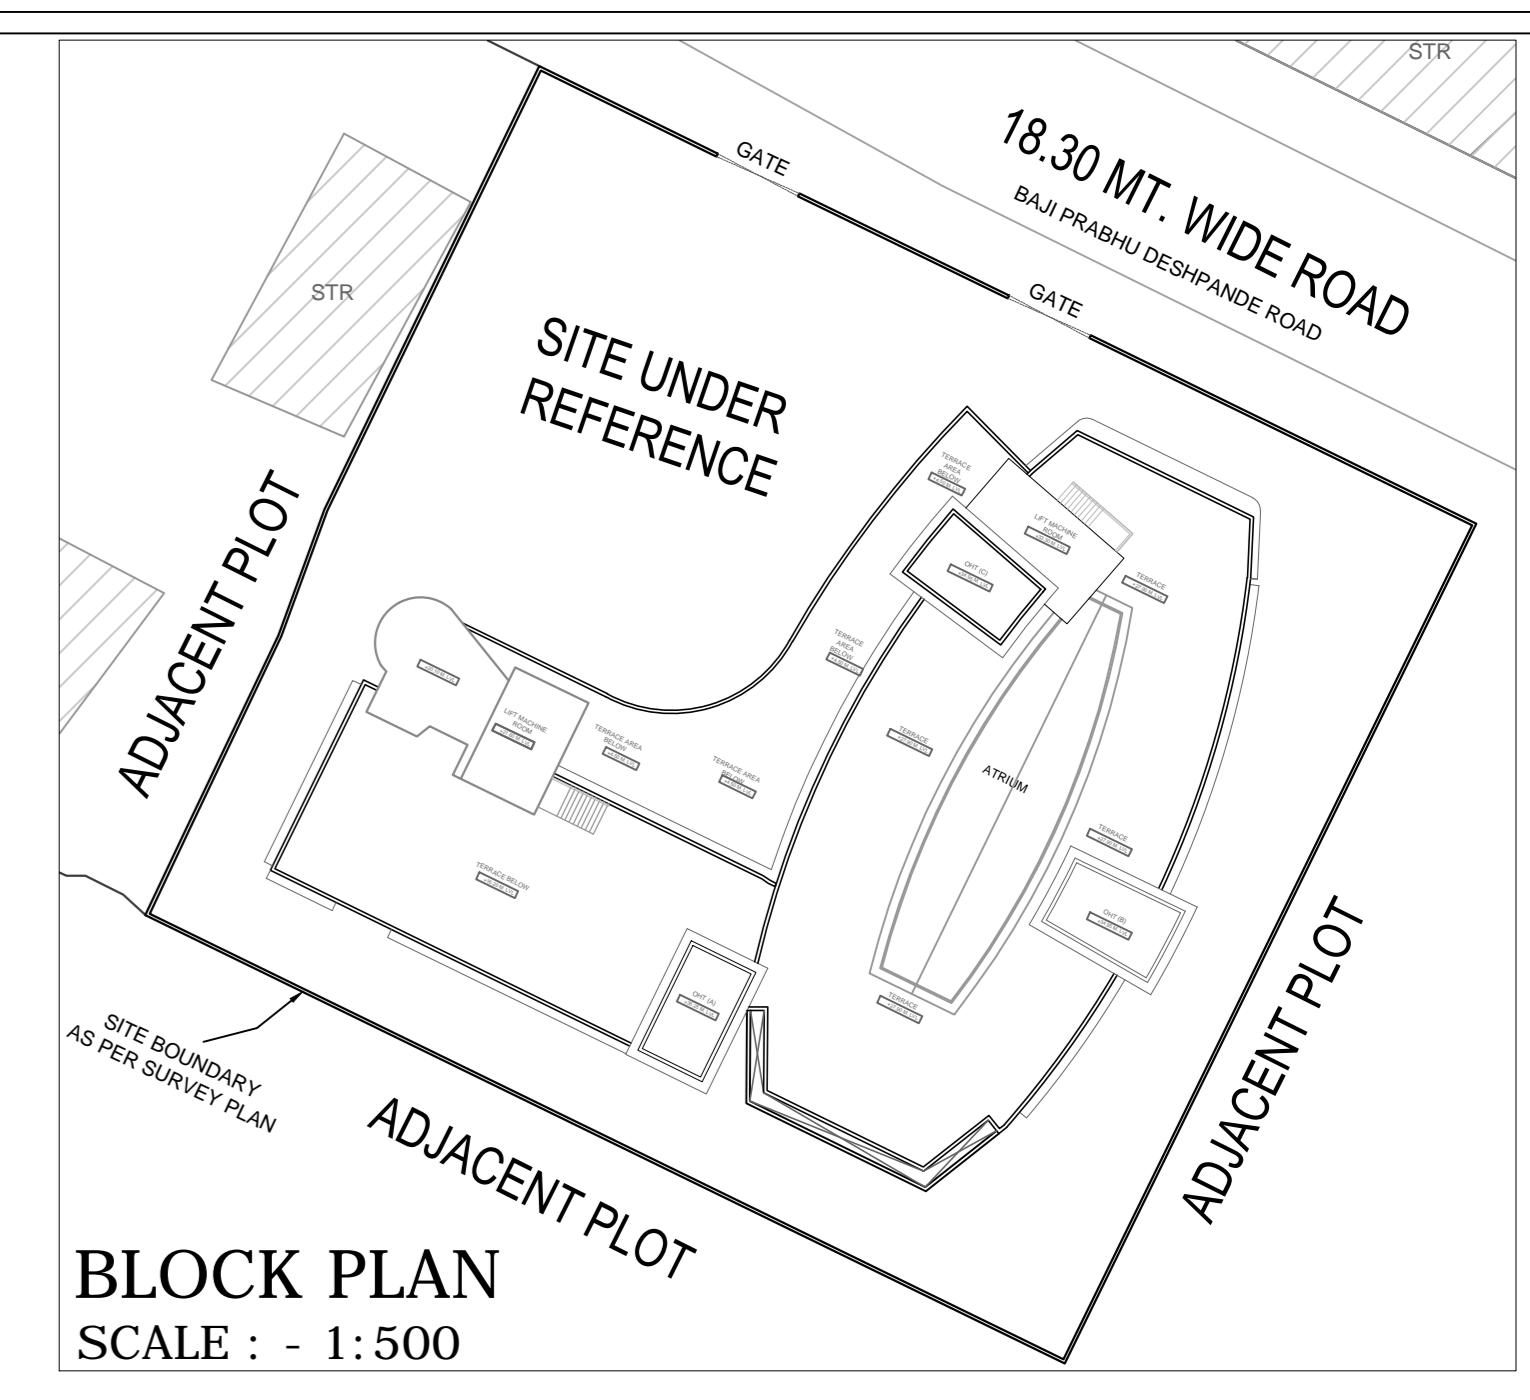 STR
18.30 MT. WIDE ROAD
BAJI PRABHU DESHPANDE ROAD
GATE
GATE
STR
SITE UNDER
REFERENCE
TERRACE
AREA
BELOW
LIFT MACHINE
ROOM
OHT (C)
TERRACE
TERRACE
AREA
BELOW
ADJACENT PLOT
LIFT MACHINE
ROOM
TERRACE AREA
BELOW
TERRACE AREA
BELOW
TERRACE
ATRIUM
TERRACE
TERRACE BELOW
OHT (B)
OHT (A)
TERRACE
ADJACENT PLOT
SITE BOUNDARY
AS PER SURVEY PLAN
ADJACENT PLOT
BLOCK PLAN
SCALE : - 1:500